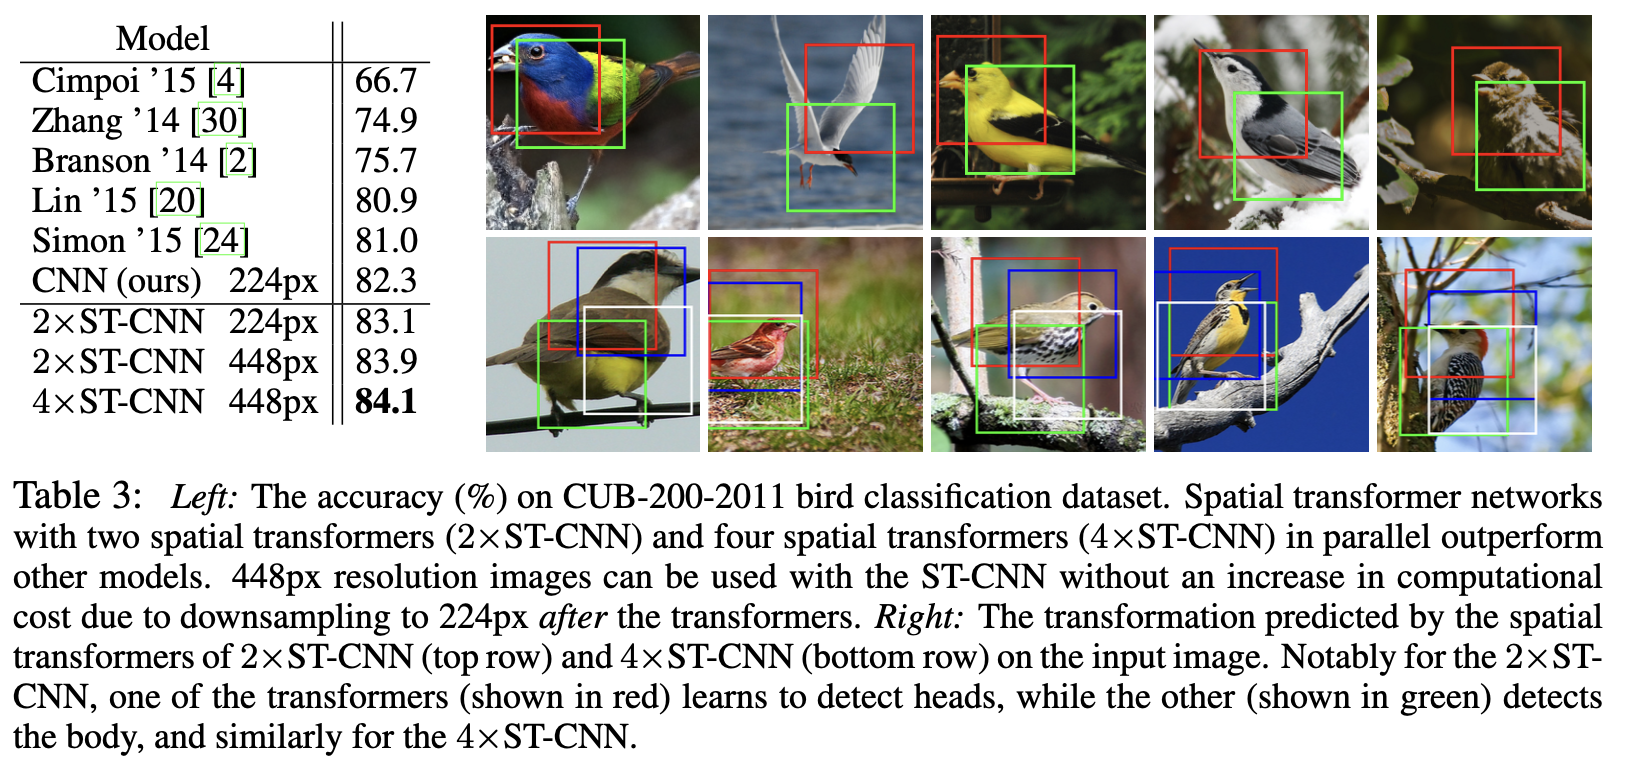 Model
Cimpoi ’15 [4] 66.7
Zhang ’14 [30] 74.9
Branson ’14 [2] 75.7
Lin ’15 [20] 80.9
Simon ’15 [24] 81.0
CNN (ours) 224px 82.3
2×ST-CNN 224px 83.1
2×ST-CNN 448px 83.9
4×ST-CNN 448px 84.1
Table 3: Left: The accuracy (%) on CUB-200-2011 bird classification dataset. Spatial transformer networks
with two spatial transformers (2×ST-CNN) and four spatial transformers (4×ST-CNN) in parallel outperform
other models. 448px resolution images can be used with the ST-CNN without an increase in computational
cost due to downsampling to 224px after the transformers. Right: The transformation predicted by the spatial
transformers of 2×ST-CNN (top row) and 4×ST-CNN (bottom row) on the input image. Notably for the 2×ST-
CNN, one of the transformers (shown in red) learns to detect heads, while the other (shown in green) detects
the body, and similarly for the 4×ST-CNN.